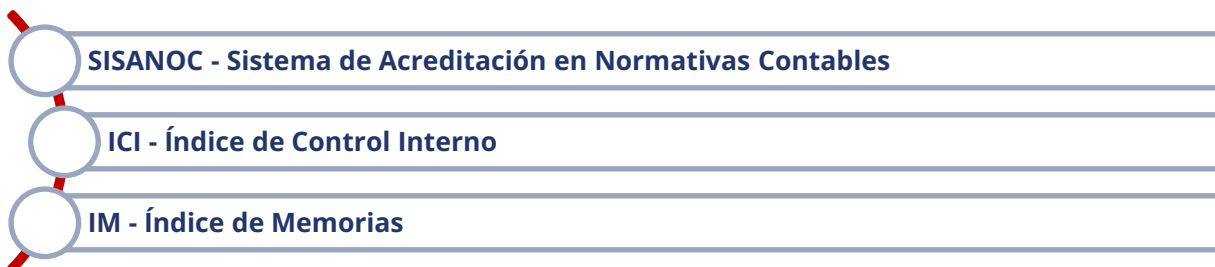 SISANOC - Sistema de Acreditación en Normativas Contables
ICI - Índice de Control Interno
IM - Índice de Memorias